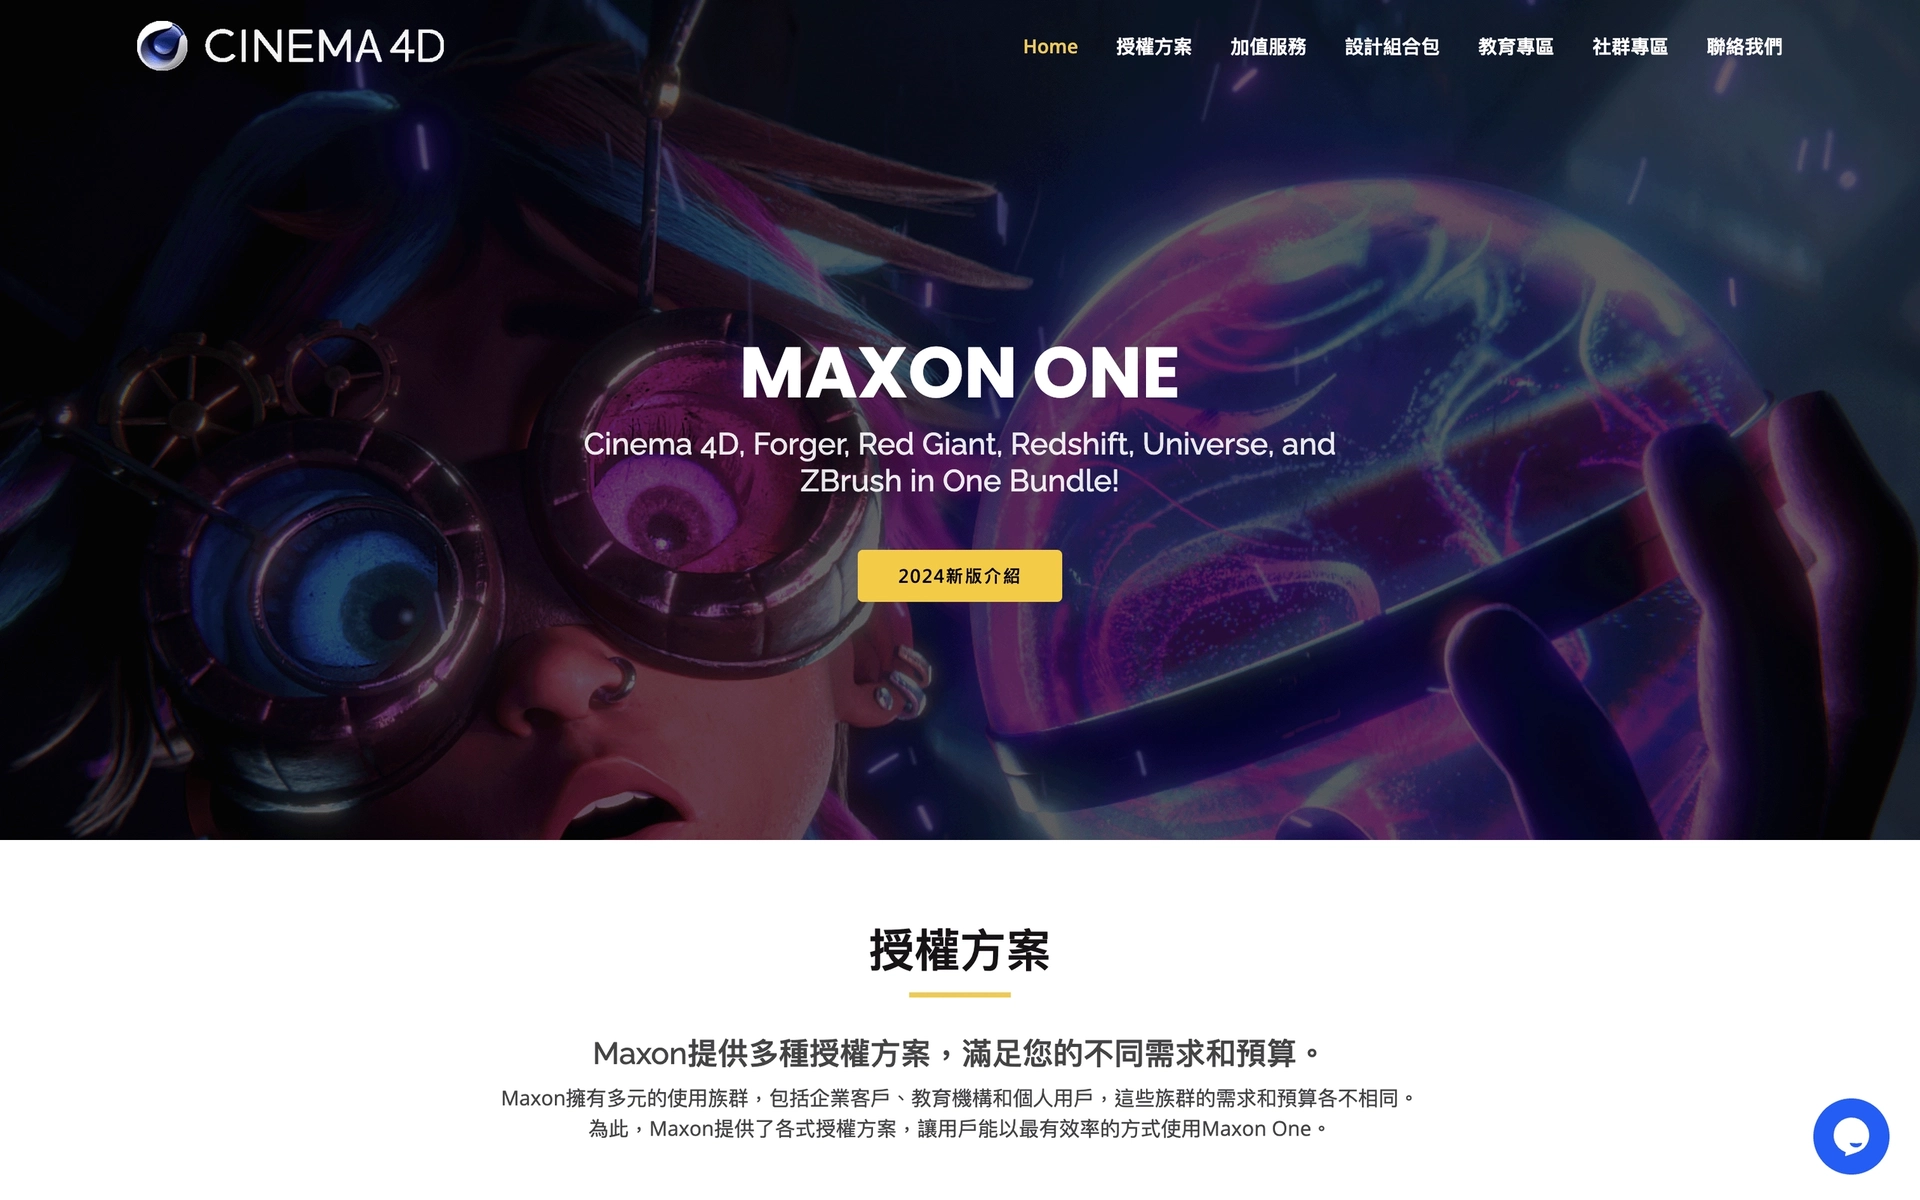 CINEMA 4D
Home
授權方案
加值服務
設計組合包
教育專區
社群專區
聯絡我們
MAXON ONE
Cinema 4D, Forger, Red Giant, Redshift, Universe, and
ZBrush in One Bundle!
2024新版介紹
授權方案
Maxon提供多種授權方案，滿足您的不同需求和預算。
Maxon擁有多元的使用族群，包括企業客戶、教育機構和個人用戶，這些族群的需求和預算各不相同。
為此，Maxon提供了各式授權方案，讓用戶能以最有效率的方式使用Maxon One。